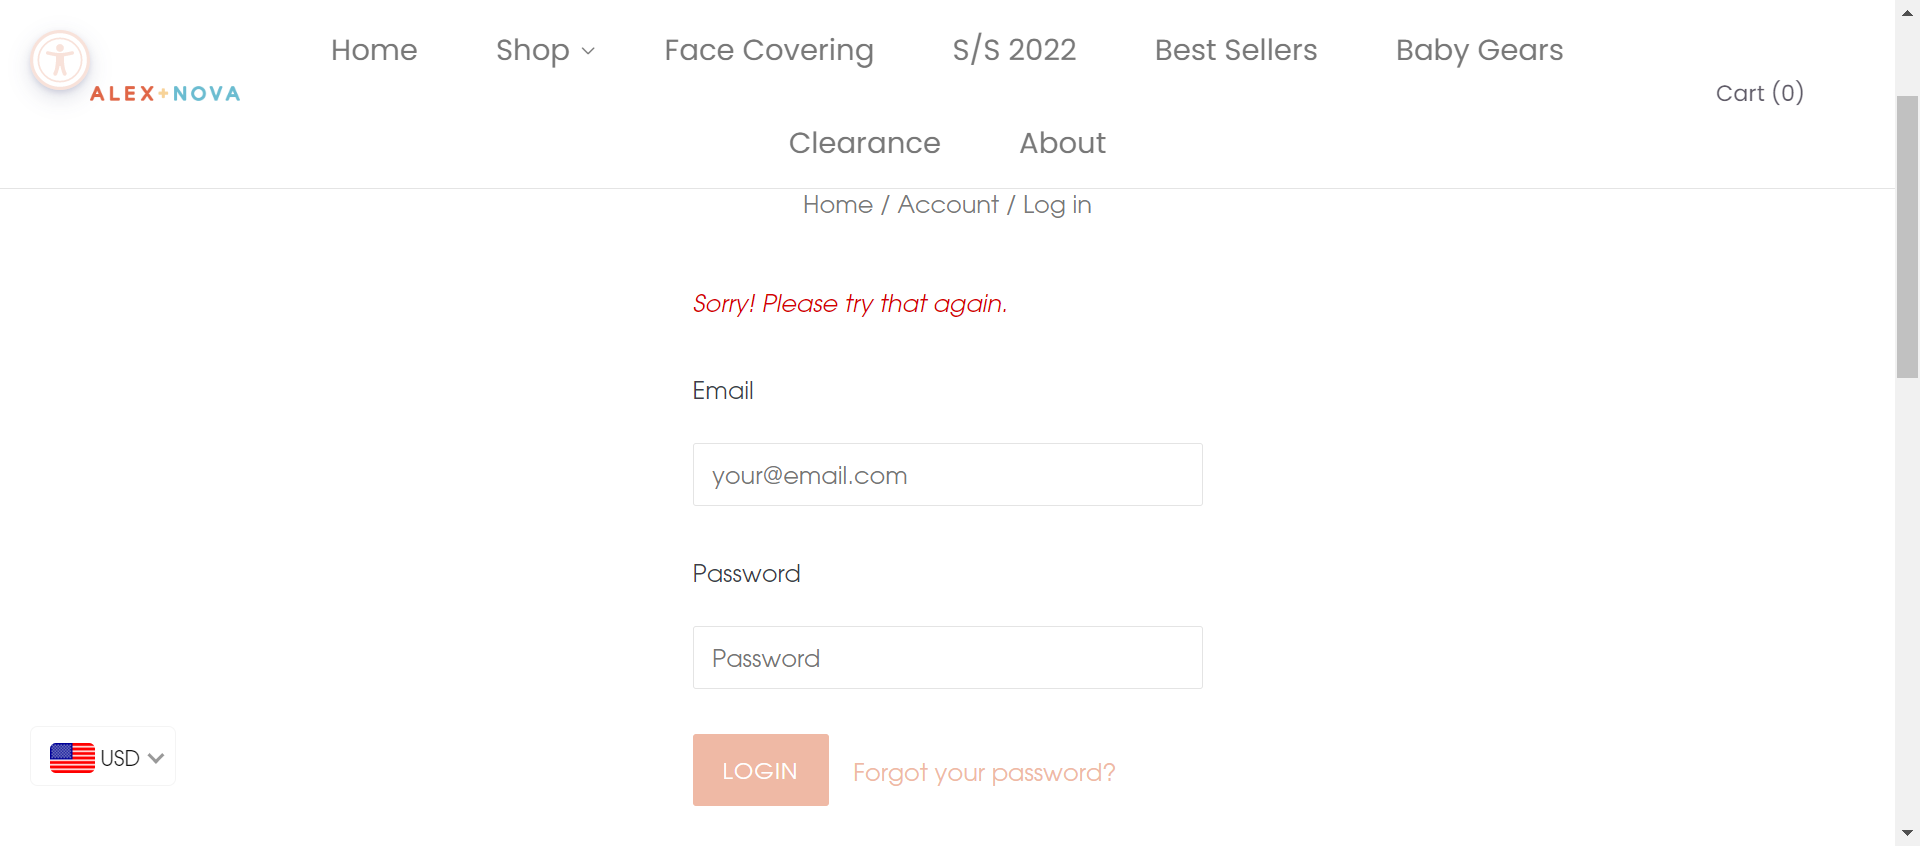 Home Shop Face Covering S/S 2022 Best Sellers Baby Gears
ALEX+NOVA
Cart (0)
Clearance About
Home / Account / Log in
Sorry! Please try that again.
Email
your@email.com
Password
Password
USD
LOGIN Forgot your password?